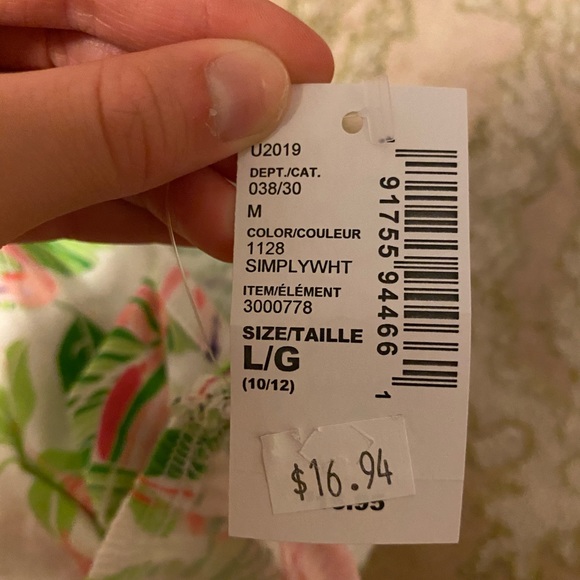 U2019
DEPT./CAT.
038/30
M
COLOR/COULEUR
1128
SIMPLYWHT
ITEM/ÉLÉMENT
3000778
SIZE/TAILLE
L/G
(10/12)
91755 94466 1
$16.94